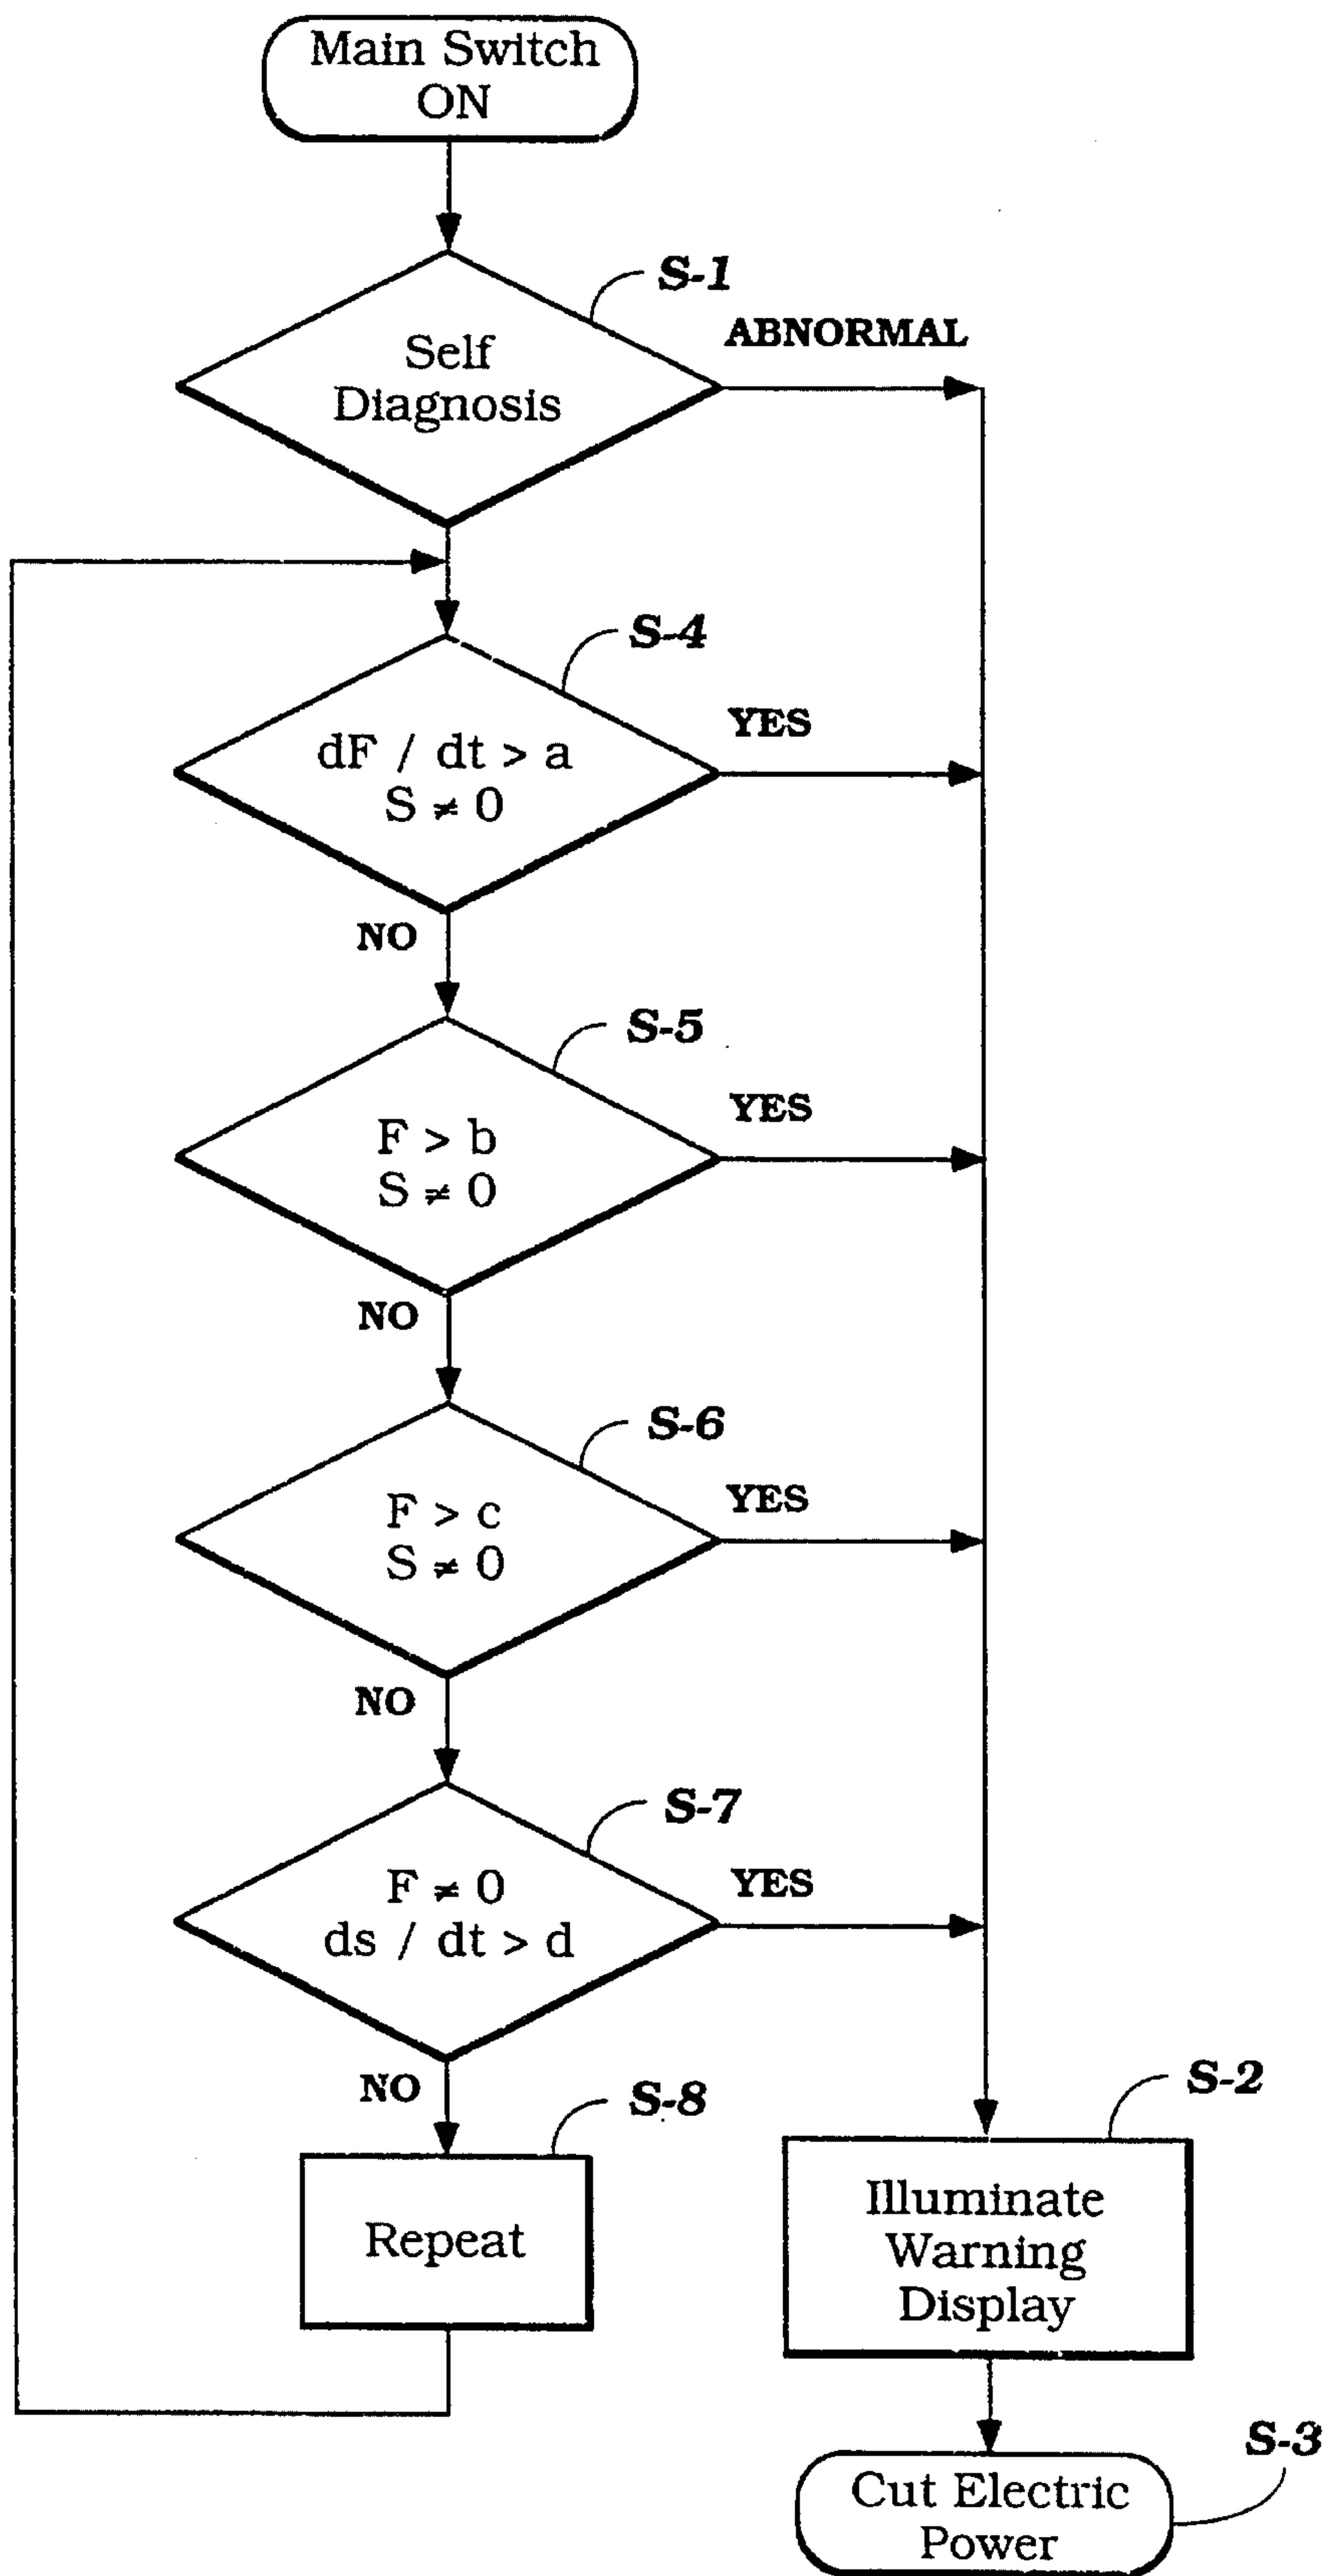 Main Switch
ON
S-1
ABNORMAL
Self
Diagnosis
S-4
YES
dF / dt > a
S ≠ 0
NO
S-5
YES
F > b
S ≠ 0
NO
S-6
YES
F > c
S ≠ 0
NO
S-7
YES
F ≠ 0
ds / dt > d
NO
S-8
S-2
Repeat
Illuminate
Warning
Display
S-3
Cut Electric
Power